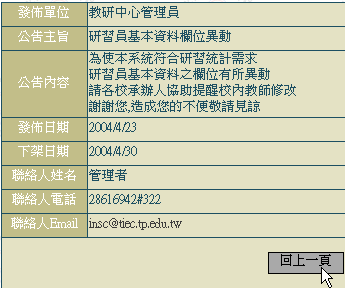 發佈單位 教研中心管理員
公告主旨 研習員基本資料欄位異動
公告內容 為使本系統符合研習統計需求
研習員基本資料之欄位有所異動
請各校承辦人協助提醒校內教師修改
謝謝您,造成您的不便敬請見諒
發佈日期 2004/4/23
下架日期 2004/4/30
聯絡人姓名 管理者
聯絡人電話 28616942#322
聯絡人Email insc@tiec.tp.edu.tw
回上一頁